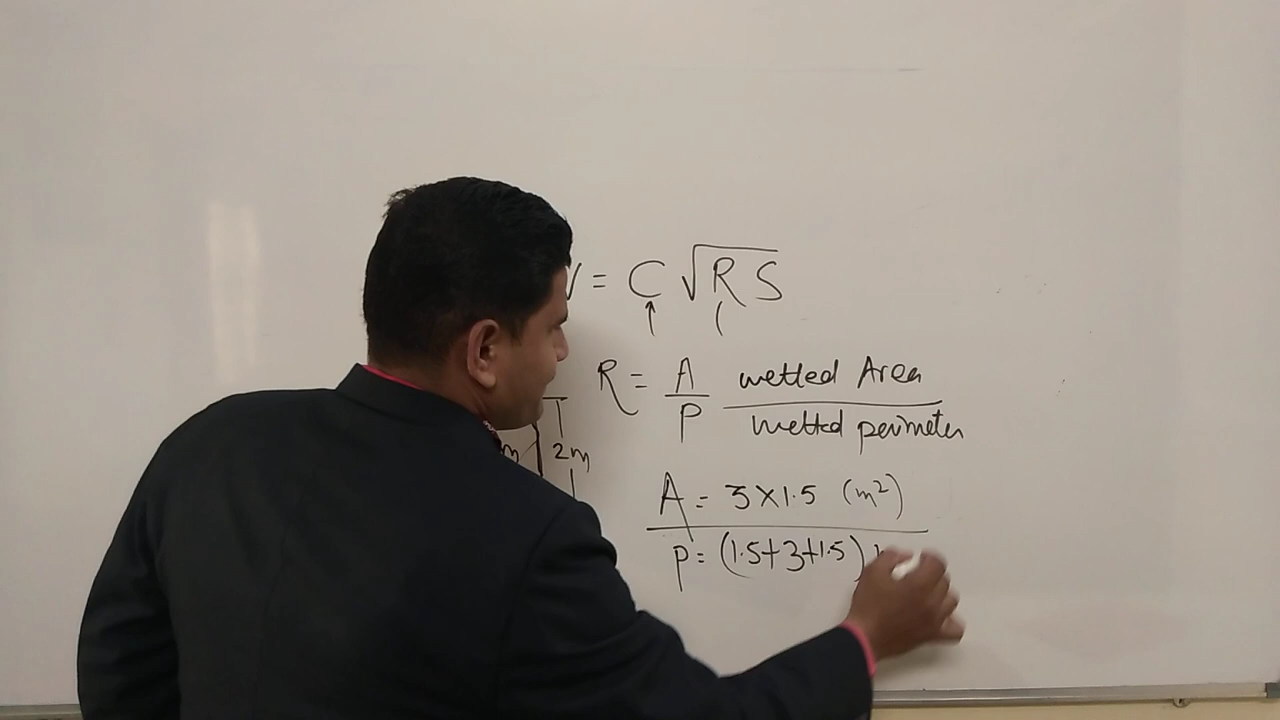 V = C √RS
R = A/P wetted Area / wetted perimeter
2m
A = 3×1.5 (m²)
P = (1.5+3+1.5)